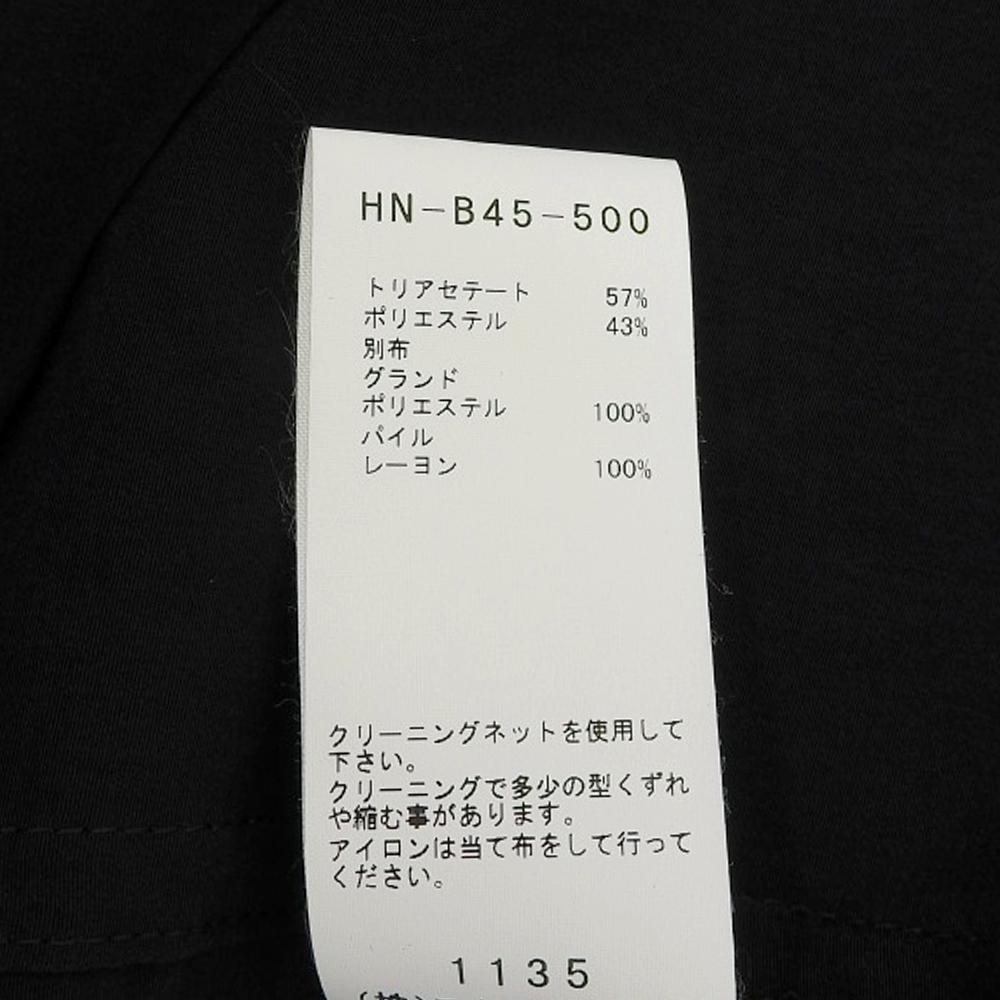 HN-B45-500
トリアセテート 57%
ポリエステル 43%
別布
グランド
ポリエステル 100%
パイル
レーヨン 100%
クリーニングネットを使用して
下さい。
クリーニングで多少の型くずれ
や縮む事があります。
アイロンは当て布をして行って
ください。
1135